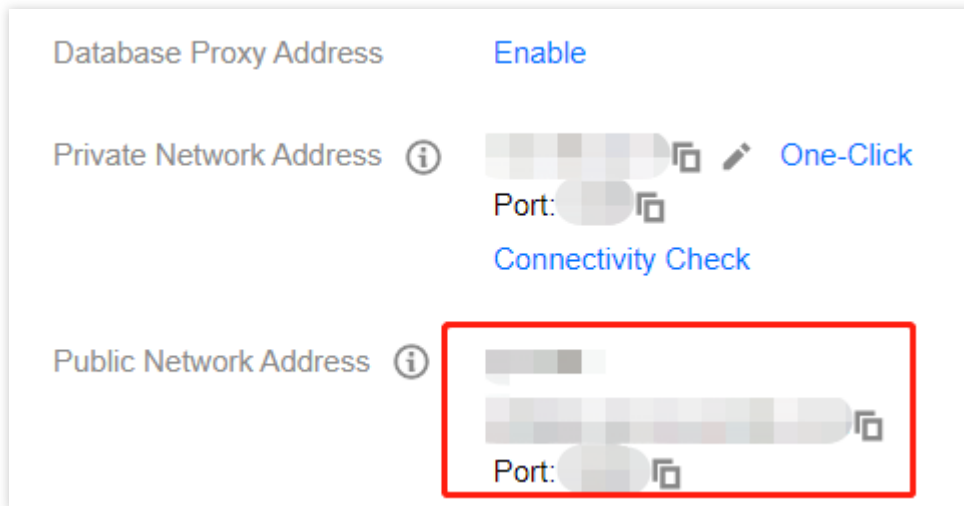 Database Proxy Address Enable
Private Network Address One-Click
Port:
Connectivity Check
Public Network Address
Port: